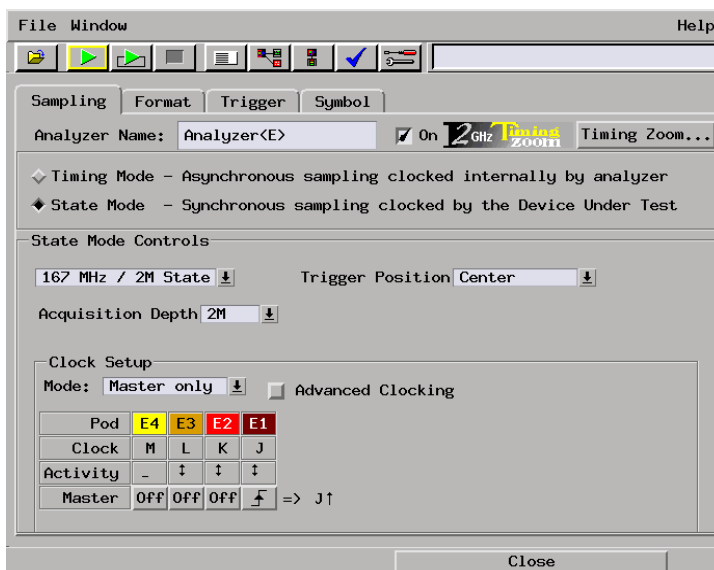 File Window Help
Sampling Format Trigger Symbol
Analyzer Name: Analyzer<E> On 2GHz Timing zoom Timing Zoom...
Timing Mode - Asynchronous sampling clocked internally by analyzer
State Mode - Synchronous sampling clocked by the Device Under Test
State Mode Controls
167 MHz / 2M State Trigger Position Center
Acquisition Depth 2M
Clock Setup
Mode: Master only Advanced Clocking
Pod E4 E3 E2 E1
Clock M L K J
Activity - ↕ ↕ ↕
Master Off Off Off => J↑
Close